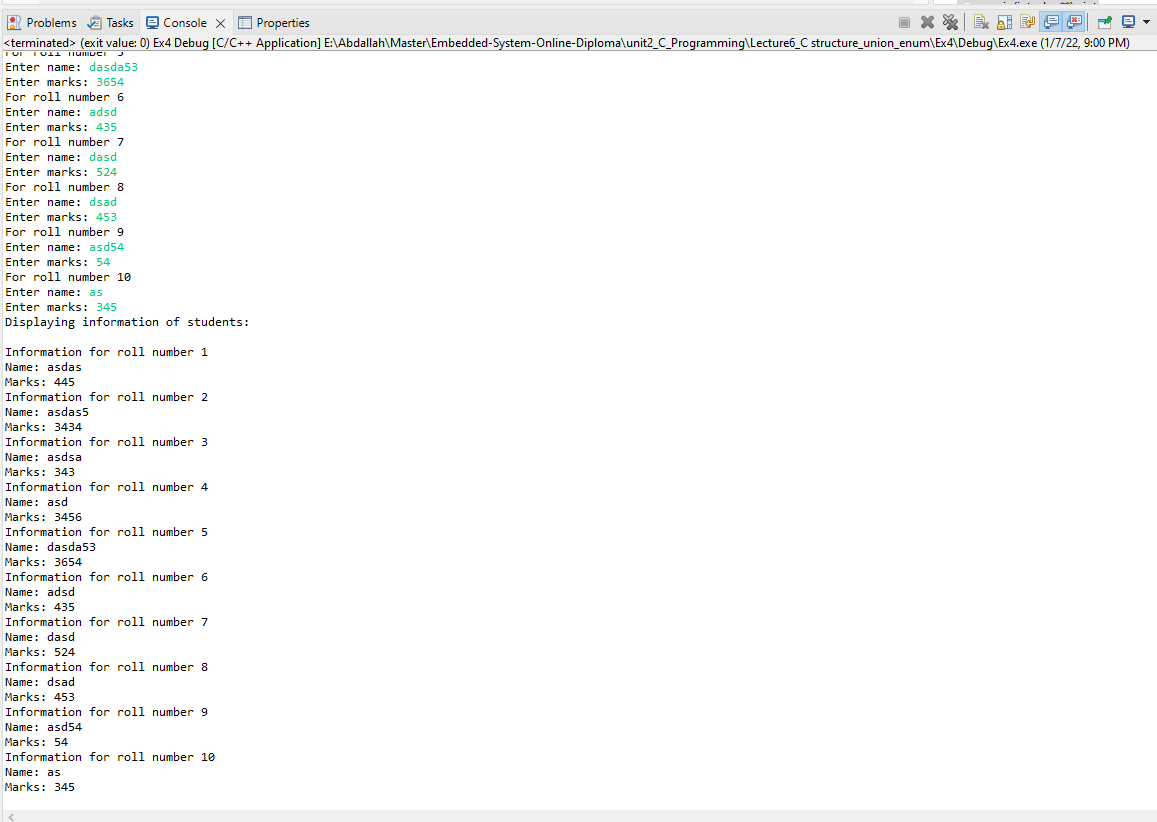 Problems Tasks Console Properties
<terminated> (exit value: 0) Ex4 Debug [C/C++ Application] E:\Abdallah\Master\Embedded-System-Online-Diploma\unit2_C_Programming\Lecture6_C structure_union_enum\Ex4\Debug\Ex4.exe (1/7/22, 9:00 PM)
For roll number 5
Enter name: dasda53
Enter marks: 3654
For roll number 6
Enter name: adsd
Enter marks: 435
For roll number 7
Enter name: dasd
Enter marks: 524
For roll number 8
Enter name: dsad
Enter marks: 453
For roll number 9
Enter name: asd54
Enter marks: 54
For roll number 10
Enter name: as
Enter marks: 345
Displaying information of students:
Information for roll number 1
Name: asdas
Marks: 445
Information for roll number 2
Name: asdas5
Marks: 3434
Information for roll number 3
Name: asdsa
Marks: 343
Information for roll number 4
Name: asd
Marks: 3456
Information for roll number 5
Name: dasda53
Marks: 3654
Information for roll number 6
Name: adsd
Marks: 435
Information for roll number 7
Name: dasd
Marks: 524
Information for roll number 8
Name: dsad
Marks: 453
Information for roll number 9
Name: asd54
Marks: 54
Information for roll number 10
Name: as
Marks: 345